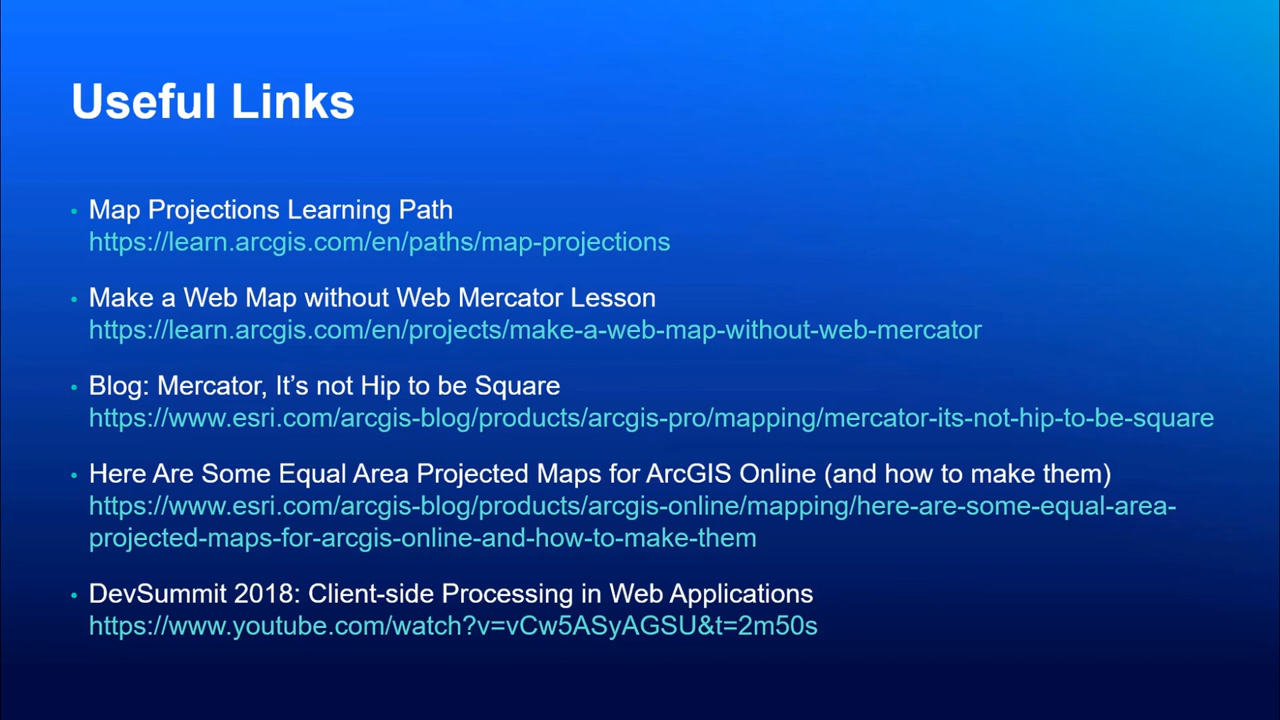 Useful Links
• Map Projections Learning Path
https://learn.arcgis.com/en/paths/map-projections
• Make a Web Map without Web Mercator Lesson
https://learn.arcgis.com/en/projects/make-a-web-map-without-web-mercator
• Blog: Mercator, It’s not Hip to be Square
https://www.esri.com/arcgis-blog/products/arcgis-pro/mapping/mercator-its-not-hip-to-be-square
• Here Are Some Equal Area Projected Maps for ArcGIS Online (and how to make them)
https://www.esri.com/arcgis-blog/products/arcgis-online/mapping/here-are-some-equal-area-
projected-maps-for-arcgis-online-and-how-to-make-them
• DevSummit 2018: Client-side Processing in Web Applications
https://www.youtube.com/watch?v=vCw5ASyAGSU&t=2m50s